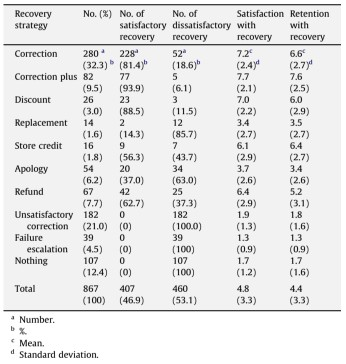 Recovery strategy No. (%) No. of satisfactory recovery No. of dissatisfactory recovery Satisfaction with recovery Retention with recovery
Correction 280 a 228a 52a 7.2c 6.6c
(32.3) b (81.4)b (18.6)b (2.4)d (2.7)d
Correction plus 82 77 5 7.7 7.6
(9.5) (93.9) (6.1) (2.1) (2.5)
Discount 26 23 3 7.0 6.0
(3.0) (88.5) (11.5) (2.2) (2.9)
Replacement 14 2 12 3.4 3.5
(1.6) (14.3) (85.7) (2.7) (2.7)
Store credit 16 9 7 6.1 6.4
(1.8) (56.3) (43.7) (2.9) (2.7)
Apology 54 20 34 3.7 3.4
(6.2) (37.0) (63.0) (2.6) (2.6)
Refund 67 42 25 6.4 5.2
(7.7) (62.7) (37.3) (2.9) (3.1)
Unsatisfactory 182 0 182 1.9 1.8
correction (21.0) (0) (100.0) (1.3) (1.6)
Failure 39 0 39 1.3 1.3
escalation (4.5) (0) (100) (0.9) (0.9)
Nothing 107 0 107 1.7 1.7
(12.4) (0) (100) (1.2) (1.6)
Total 867 407 460 4.8 4.4
(100) (46.9) (53.1) (3.3) (3.3)
a Number.
b %.
c Mean.
d Standard deviation.